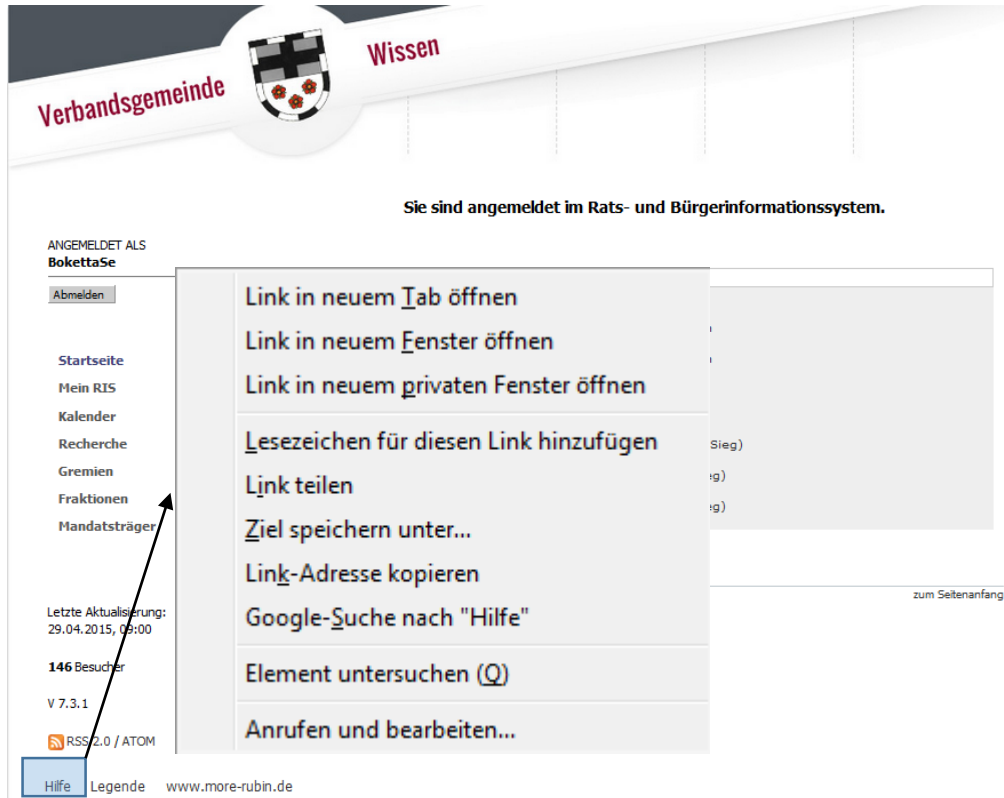 Verbandsgemeinde Wissen
Sie sind angemeldet im Rats- und Bürgerinformationssystem.
ANGEMELDET ALS
BokettaSe
Abmelden
Startseite
Mein RIS
Kalender
Recherche
Gremien
Fraktionen
Mandatsträger
Link in neuem Tab öffnen
Link in neuem Fenster öffnen
Link in neuem privaten Fenster öffnen
Lesezeichen für diesen Link hinzufügen
Link teilen
Ziel speichern unter...
Link-Adresse kopieren
Google-Suche nach "Hilfe"
Element untersuchen (Q)
Anrufen und bearbeiten...
Sieg)
eg)
eg)
zum Seitenanfang
Letzte Aktualisierung:
29.04.2015, 09:00
146 Besucher
V 7.3.1
RSS 2.0 / ATOM
Hilfe Legende www.more-rubin.de